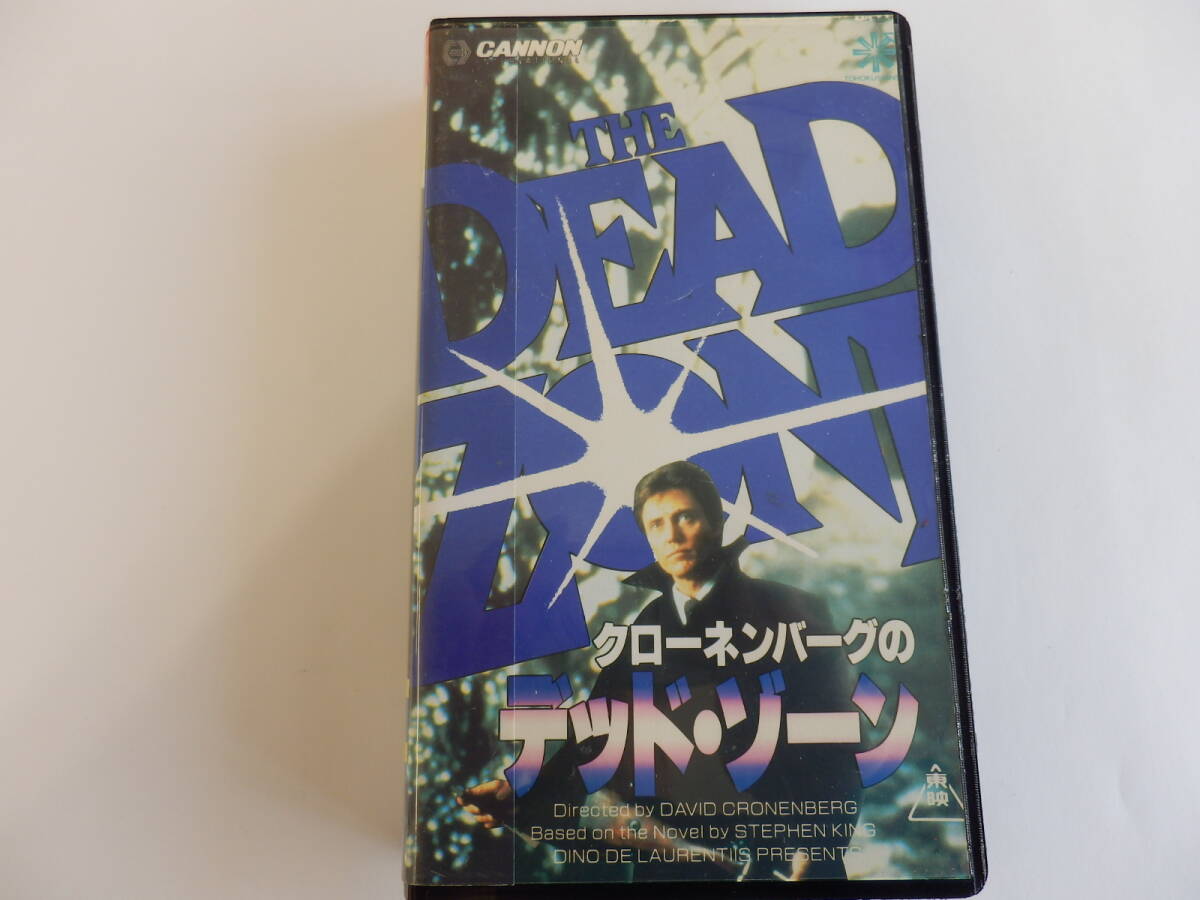 CANNON
INTERNATIONAL
THE
DEAD
ZONE
クローネンバーグの
デッド・ゾーン
東映
Directed by DAVID CRONENBERG
Based on the Novel by STEPHEN KING
DINO DE LAURENTIIS PRESENTS